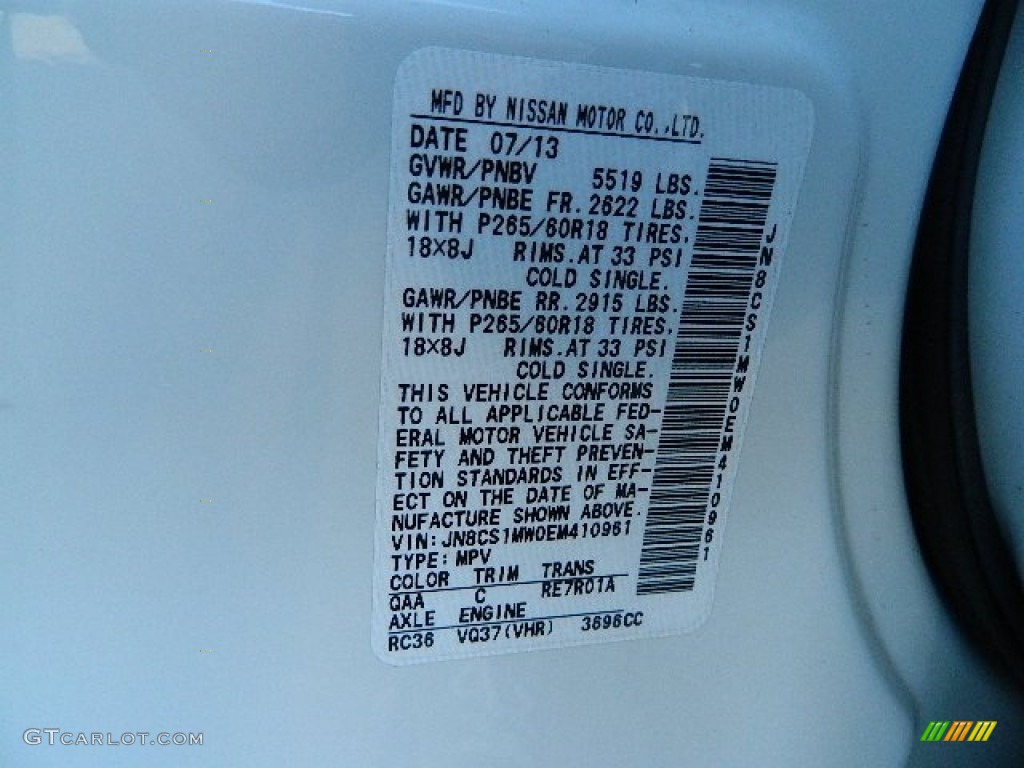 MFD BY NISSAN MOTOR CO.,LTD.
DATE 07/13
GVWR/PNBV 5519 LBS.
GAWR/PNBE FR. 2622 LBS.
WITH P265/60R18 TIRES.
18X8J RIMS. AT 33 PSI
COLD SINGLE.
GAWR/PNBE RR. 2915 LBS.
WITH P265/60R18 TIRES.
18X8J RIMS. AT 33 PSI
COLD SINGLE.
THIS VEHICLE CONFORMS
TO ALL APPLICABLE FED-
ERAL MOTOR VEHICLE SA-
FETY AND THEFT PREVEN-
TION STANDARDS IN EFF-
ECT ON THE DATE OF MA-
NUFACTURE SHOWN ABOVE.
VIN: JN8CS1MW0EM410961
TYPE: MPV
COLOR TRIM TRANS
QAA C RE7R01A
AXLE ENGINE
RC36 VQ37(VHR) 3696CC
JN8CS1MW0EM410961
GTCARLOT.COM